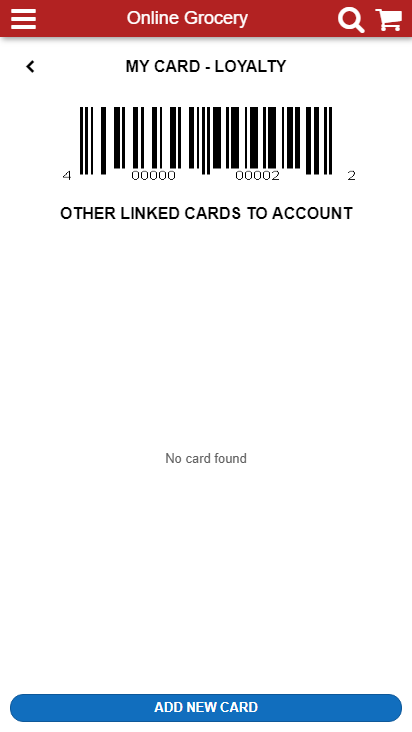 Online Grocery
MY CARD - LOYALTY
4 00000 00002 2
OTHER LINKED CARDS TO ACCOUNT
No card found
ADD NEW CARD